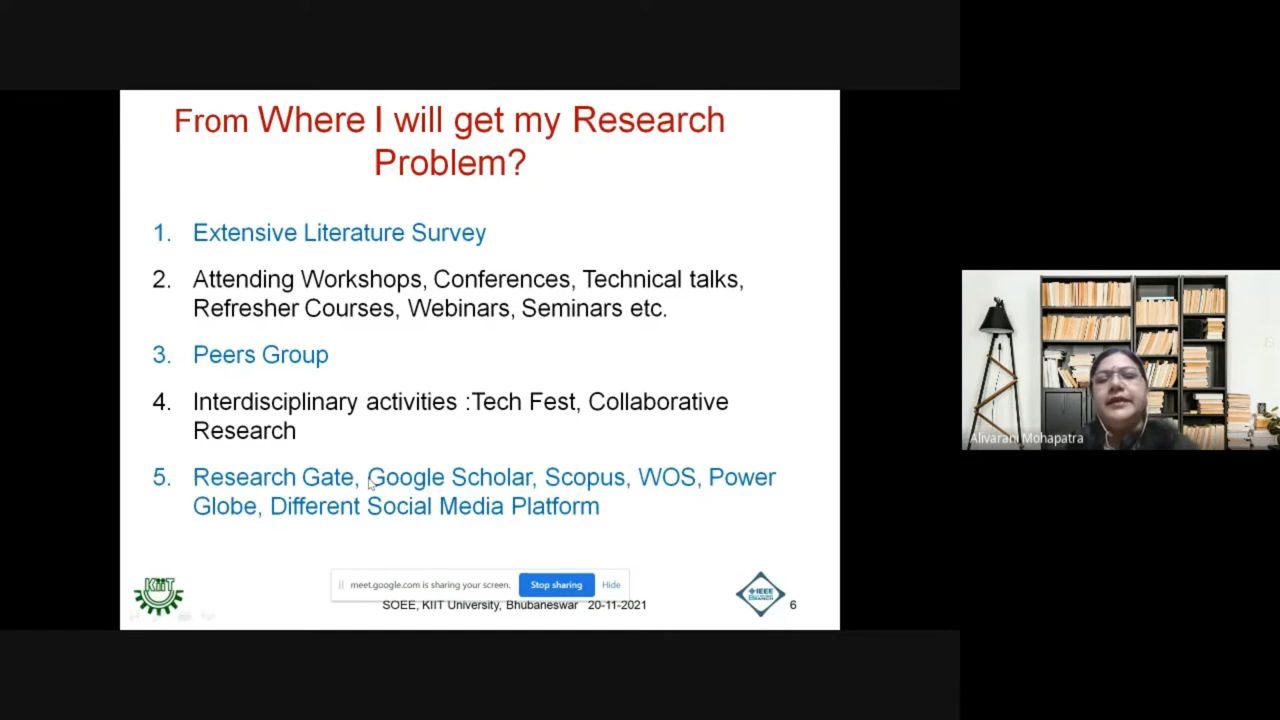 From Where I will get my Research
Problem?
1. Extensive Literature Survey
2. Attending Workshops, Conferences, Technical talks,
Refresher Courses, Webinars, Seminars etc.
3. Peers Group
4. Interdisciplinary activities :Tech Fest, Collaborative
Research
5. Research Gate, Google Scholar, Scopus, WOS, Power
Globe, Different Social Media Platform
meet.google.com is sharing your screen. Stop sharing Hide
KIIT
IEEE
SOEE, KIIT University, Bhubaneswar 20-11-2021 6
Alivarani Mohapatra